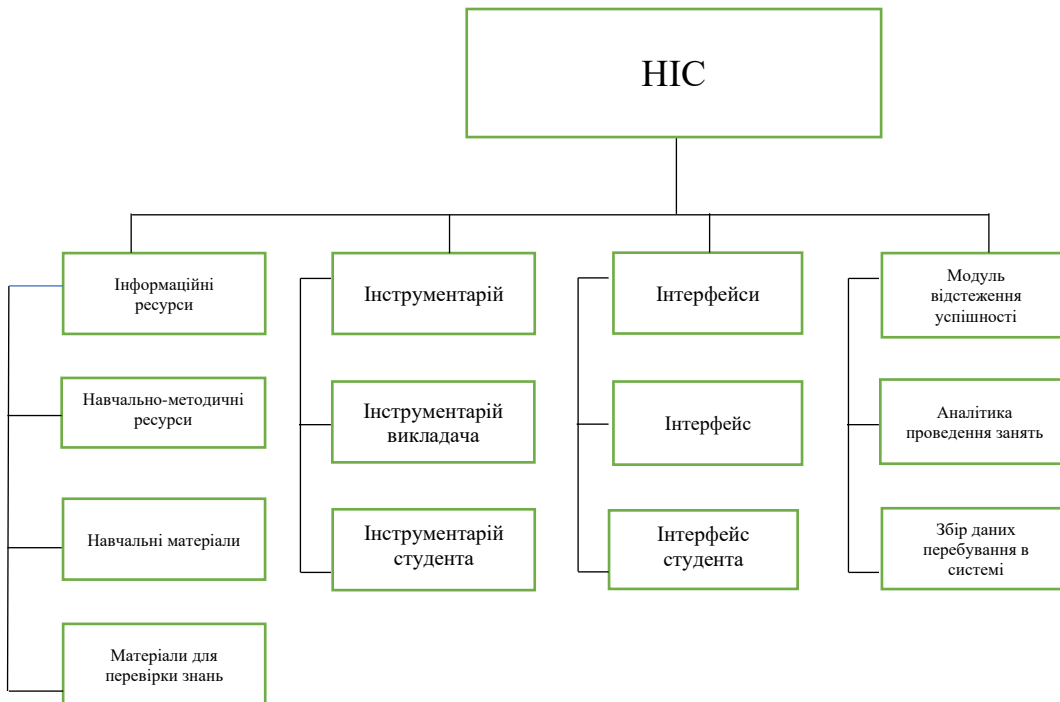 НІС
Інформаційні
ресурси
Інструментарій
Інтерфейси
Модуль
відстеження
успішності
Навчально-методичні
ресурси
Інструментарій
викладача
Інтерфейс
Аналітика
проведення занять
Навчальні матеріали
Інструментарій
студента
Інтерфейс
студента
Збір даних
перебування в
системі
Матеріали для
перевірки знань